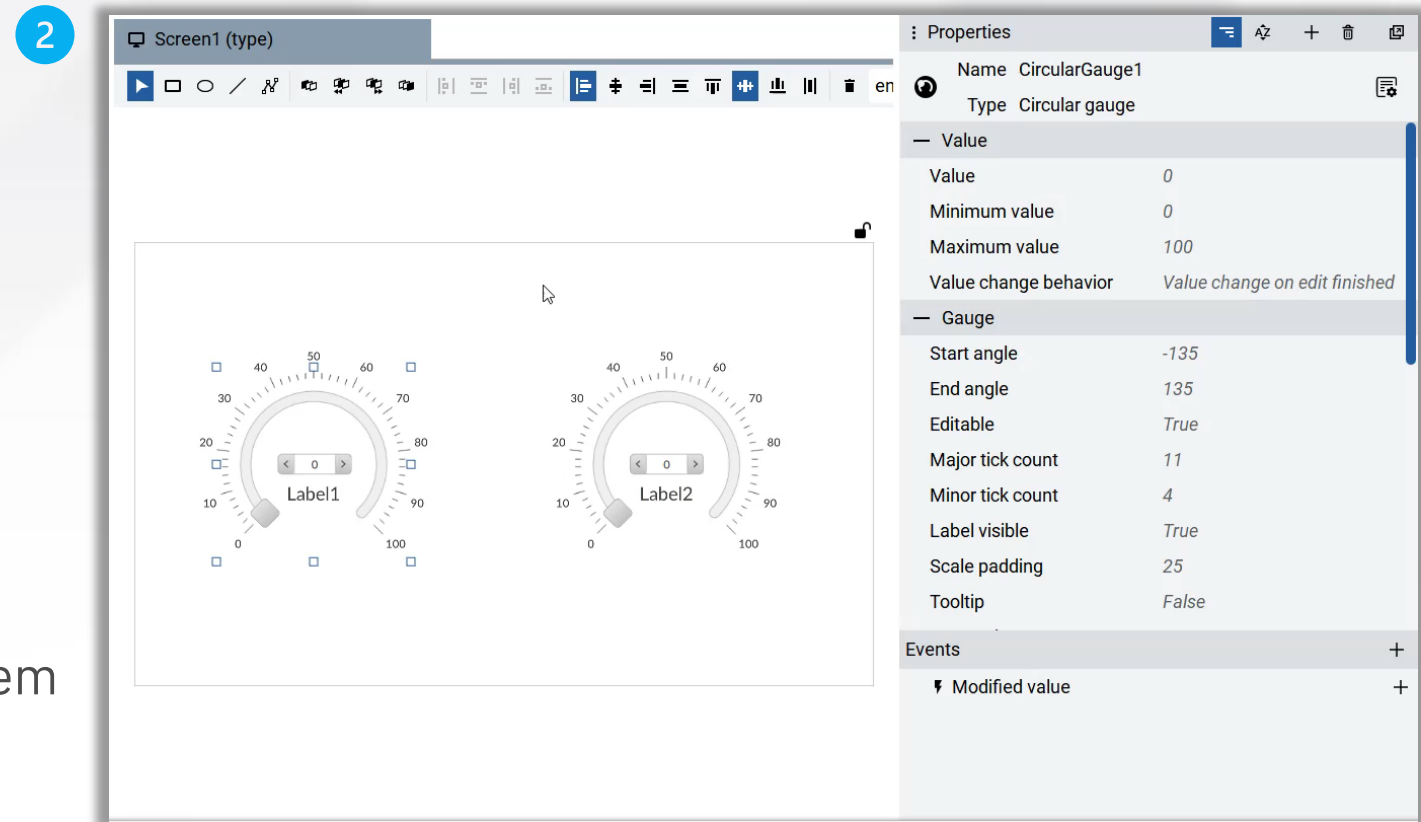 2
Screen1 (type)
en
em
50
40
60
30
70
20
80
0
Label1
10
90
0
100
50
40
60
30
70
20
80
0
Label2
10
90
0
100
Properties
Name CircularGauge1
Type Circular gauge
Value
Value 0
Minimum value 0
Maximum value 100
Value change behavior Value change on edit finished
Gauge
Start angle -135
End angle 135
Editable True
Major tick count 11
Minor tick count 4
Label visible True
Scale padding 25
Tooltip False
Events
Modified value